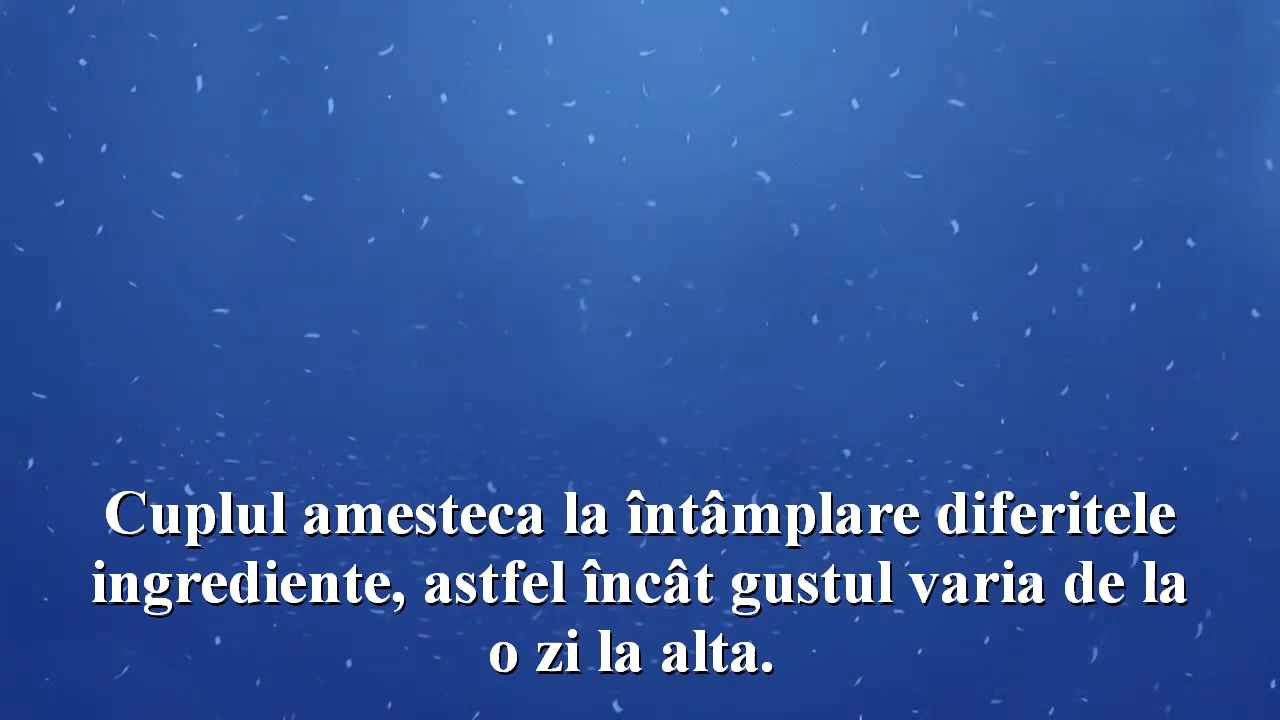 Cuplul amesteca la întâmplare diferitele
ingrediente, astfel încât gustul varia de la
o zi la alta.